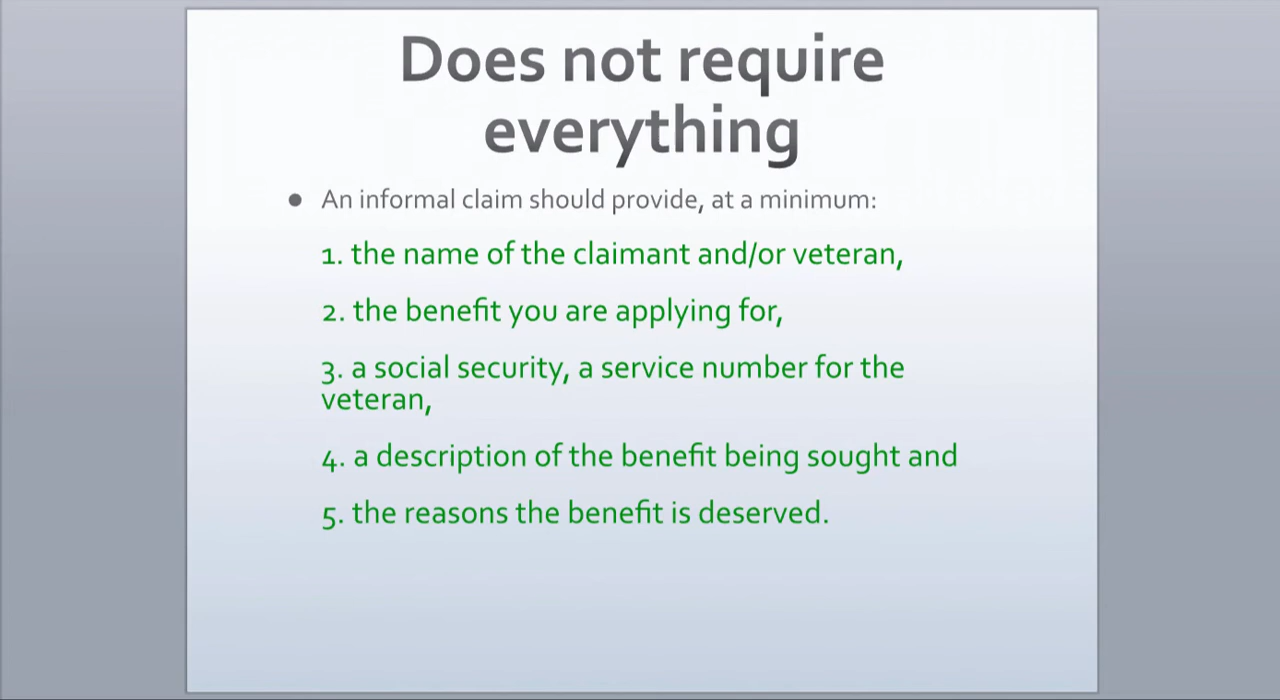 Does not require
everything
• An informal claim should provide, at a minimum:
1. the name of the claimant and/or veteran,
2. the benefit you are applying for,
3. a social security, a service number for the
veteran,
4. a description of the benefit being sought and
5. the reasons the benefit is deserved.